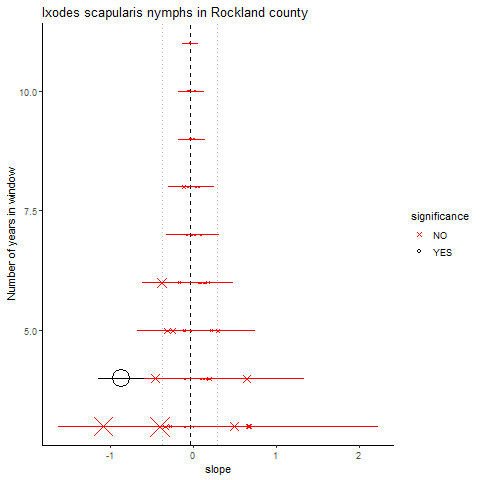 Ixodes scapularis nymphs in Rockland county
Number of years in window
10.0
7.5
5.0
-1
0
1
2
slope
significance
NO
YES